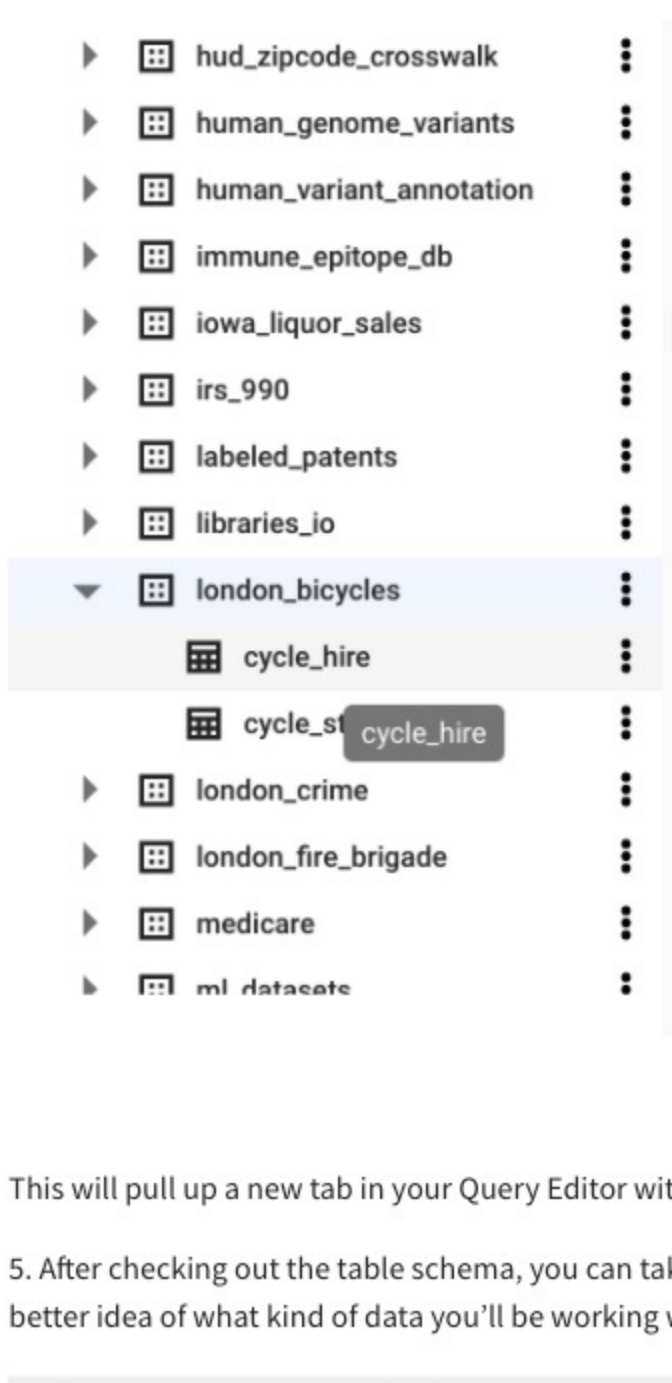 hud_zipcode_crosswalk
human_genome_variants
human_variant_annotation
immune_epitope_db
iowa_liquor_sales
irs_990
labeled_patents
libraries_io
london_bicycles
cycle_hire
cycle_st
cycle_hire
london_crime
london_fire_brigade
medicare
ml_datasets
This will pull up a new tab in your Query Editor wit
5. After checking out the table schema, you can tak
better idea of what kind of data you’ll be working